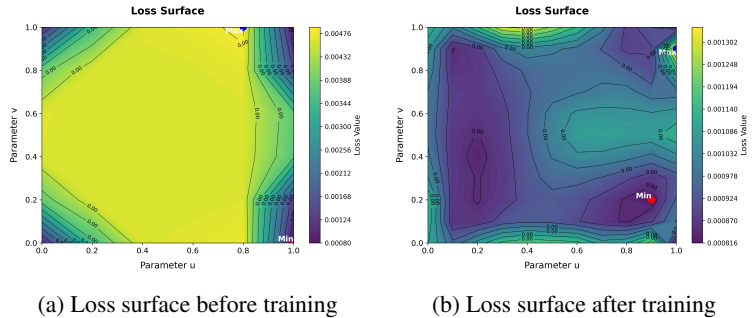 Loss Surface
Max
1.0
0.8
0.6
0.4
0.2
0.0
Parameter v
0.0 0.2 0.4 0.6 0.8 1.0
Parameter u
Min
0.00476
0.00432
0.00388
0.00344
0.00300
0.00256
0.00212
0.00168
0.00124
0.00080
Loss Value
(a) Loss surface before training
Loss Surface
Max
1.0
0.8
0.6
0.4
0.2
0.0
Parameter v
0.0 0.2 0.4 0.6 0.8 1.0
Parameter u
Min
0.001302
0.001248
0.001194
0.001140
0.001086
0.001032
0.000978
0.000924
0.000870
0.000816
Loss Value
(b) Loss surface after training